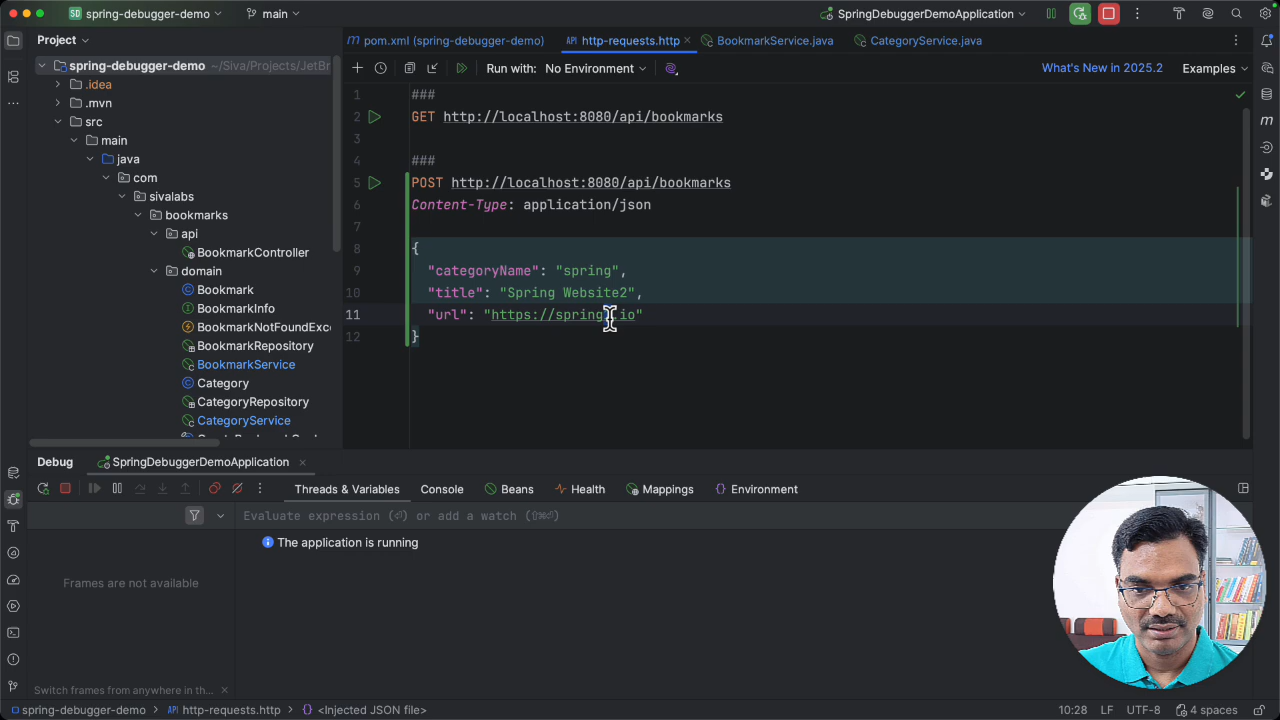 SD spring-debugger-demo main SpringDebuggerDemoApplication
Project
pom.xml (spring-debugger-demo) API http-requests.http BookmarkService.java CategoryService.java
spring-debugger-demo ~/Siva/Projects/JetBr
.idea
.mvn
src
main
java
com
sivalabs
bookmarks
api
BookmarkController
domain
Bookmark
BookmarkInfo
BookmarkNotFoundExce
BookmarkRepository
BookmarkService
Category
CategoryRepository
CategoryService
Run with: No Environment What's New in 2025.2 Examples
1 ###
2 GET http://localhost:8080/api/bookmarks
3
4 ###
5 POST http://localhost:8080/api/bookmarks
6 Content-Type: application/json
7
8 {
9 "categoryName": "spring",
10 "title": "Spring Website2",
11 "url": "https://spring.io"
12 }
Debug SpringDebuggerDemoApplication
Threads & Variables Console Beans Health Mappings Environment
Evaluate expression (⏎) or add a watch (⇧⌘⏎)
The application is running
Frames are not available
Switch frames from anywhere in th...
spring-debugger-demo > API http-requests.http > <Injected JSON file> 10:28 LF UTF-8 4 spaces